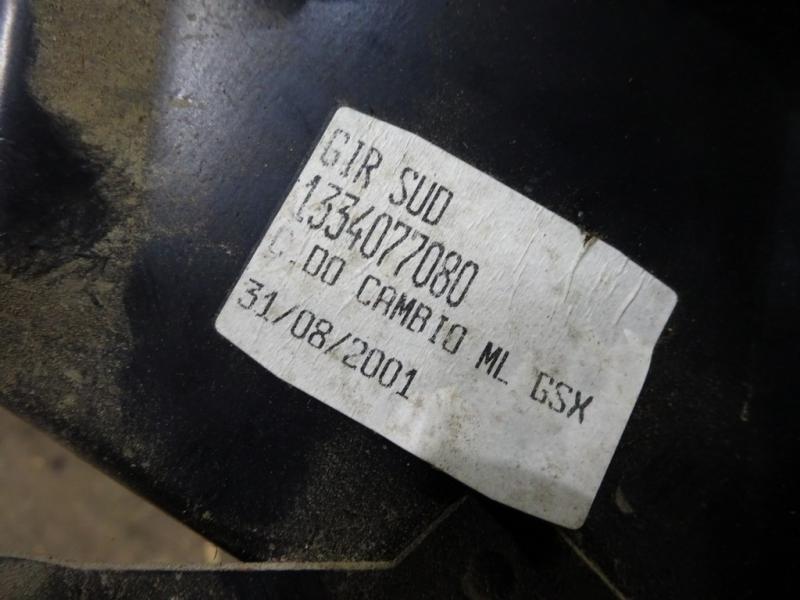 GIR SUD
1334077080
C.DO CAMBIO ML GSX
31/08/2001